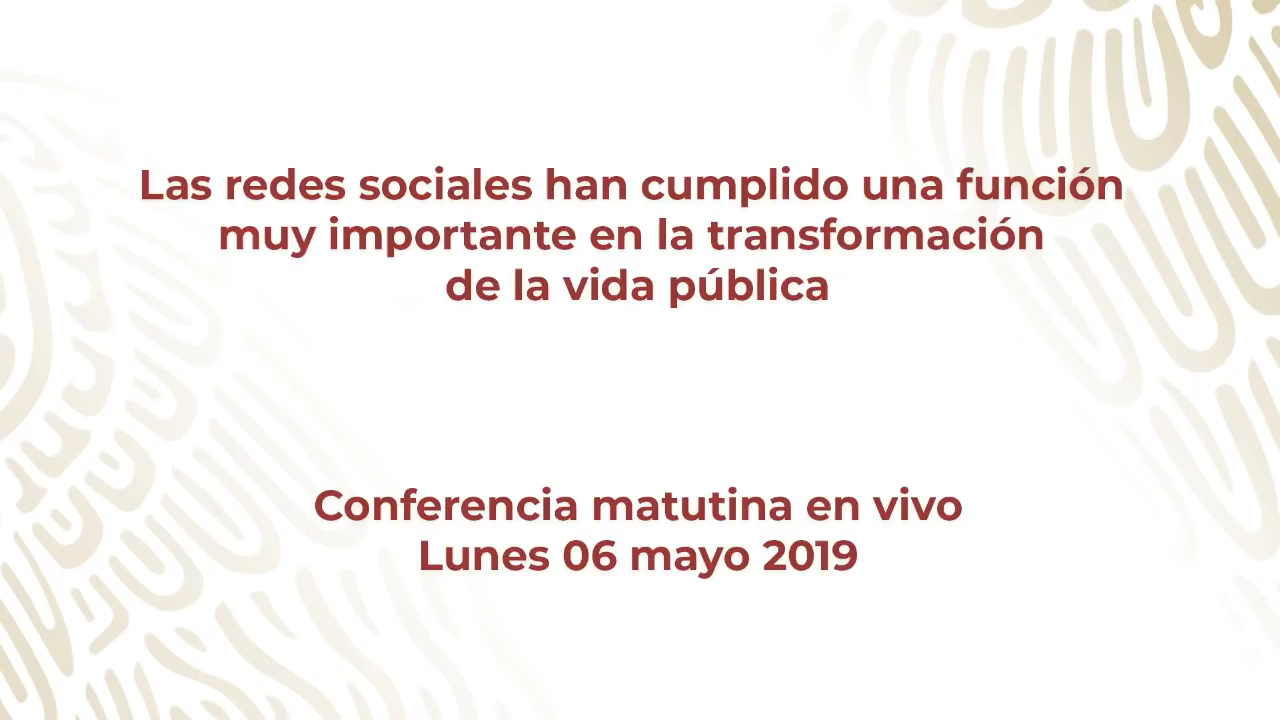 Las redes sociales han cumplido una función
muy importante en la transformación
de la vida pública
Conferencia matutina en vivo
Lunes 06 mayo 2019